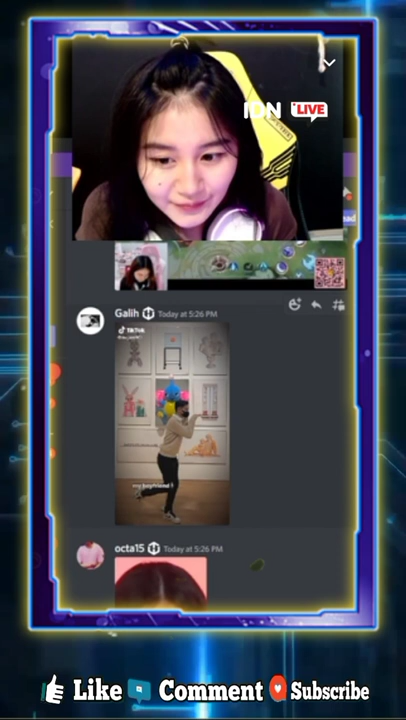 IDN LIVE
Galih Today at 5:26 PM
TikTok
my boyfriend !
octa15 Today at 5:26 PM
Like Comment Subscribe